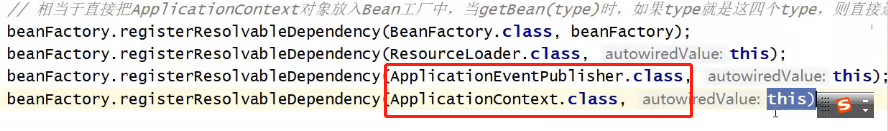 // 相当于直接把ApplicationContext对象放入Bean工厂中，当getBean(type)时，如果type就是这四个type，则直接
beanFactory.registerResolvableDependency(BeanFactory.class, beanFactory);
beanFactory.registerResolvableDependency(ResourceLoader.class, autowiredValue: this);
beanFactory.registerResolvableDependency(ApplicationEventPublisher.class, autowiredValue: this);
beanFactory.registerResolvableDependency(ApplicationContext.class, autowiredValue: this)